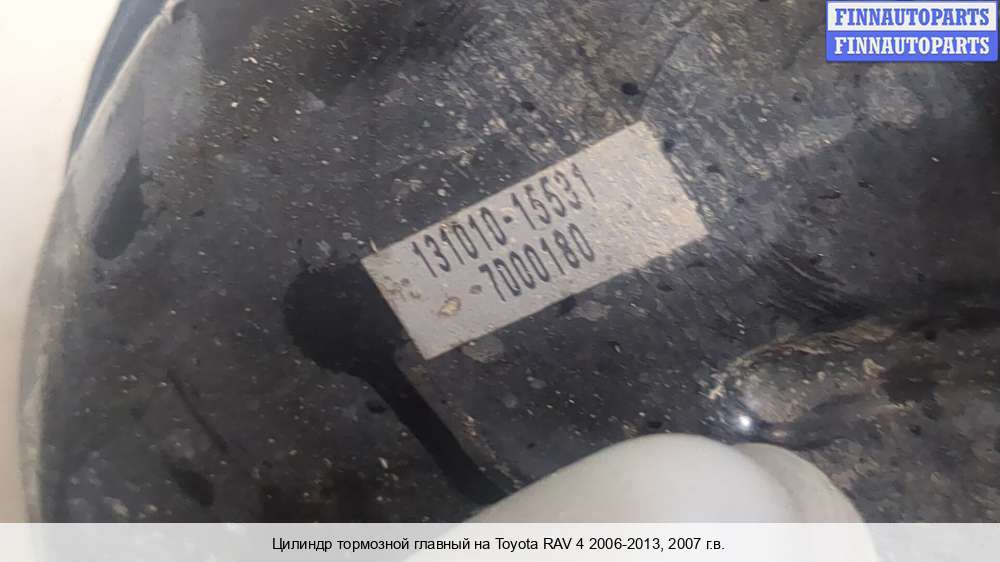 FINNAUTOPARTS
FINNAUTOPARTS
131010-15531
-7000180
Цилиндр тормозной главный на Toyota RAV 4 2006-2013, 2007 г.в.